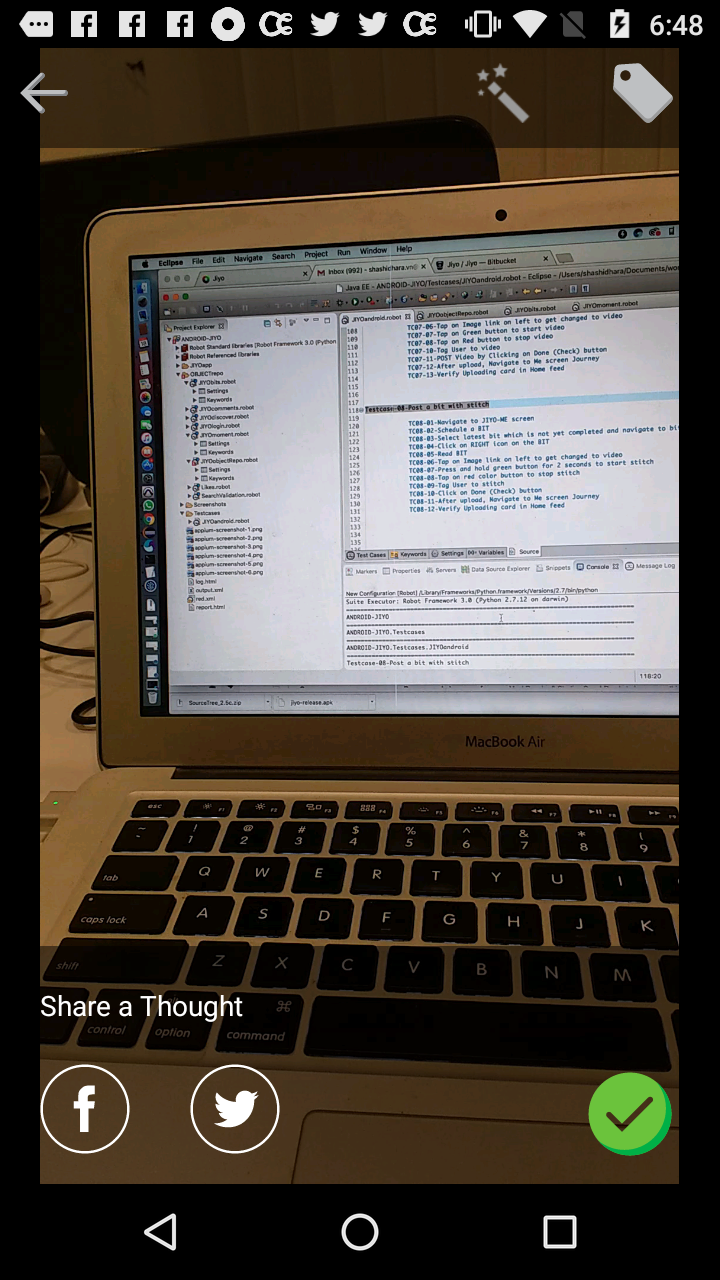 6:48
Eclipse File Edit Navigate Search Project Run Window Help
Jiyo
Inbox (992) - shashichara.vn@
Jiyo / Jiyo — Bitbucket
Java EE - ANDROID-JIYO/Testcases/JIYOandroid.robot - Eclipse - /Users/shashidhara/Documents/
Project Explorer
JIYOandroid.robot
JIYOobjectRepo.robot
JIYObits.robot
JIYOmoment.robot
ANDROID-JIYO
Robot Standard libraries [Robot Framework 3.0 (Python
Robot Referenced libraries
JIYOapp
OBJECTrepo
JIYObits.robot
Settings
Keywords
JIYOcomments.robot
JIYOdiscover.robot
JIYOlogin.robot
JIYOmoment.robot
Settings
Keywords
JIYOobjectRepo.robot
Settings
Keywords
Likes.robot
SearchValidation.robot
Screenshots
Testcases
JIYOandroid.robot
appium-screenshot-1.png
appium-screenshot-2.png
appium-screenshot-3.png
appium-screenshot-4.png
appium-screenshot-5.png
appium-screenshot-6.png
log.html
output.xml
red.xml
report.html
108 TC07-06-Tap on Image link on left to get changed to video
109 TC07-07-Tap on Green button to start video
110 TC07-08-Tap on Red button to stop video
111 TC07-10-Tag User to video
112 TC07-11-POST Video by Clicking on Done (Check) button
113 TC07-12-After upload, Navigate to Me screen Journey
114 TC07-13-Verify Uploading card in Home feed
115
116
117
118 Testcase-08-Post a bit with stitch
119 TC08-01-Navigate to JIYO-ME screen
120 TC08-02-Schedule a BIT
121 TC08-03-Select latest bit which is not yet completed and navigate to
122 TC08-04-Click on RIGHT icon on the BIT
123 TC08-05-Read BIT
124 TC08-06-Tap on Image link on left to get changed to video
125 TC08-07-Press and hold green button for 2 seconds to start stitch
126 TC08-08-Tap on red color button to stop stitch
127 TC08-09-Tag User to stitch
128 TC08-10-Click on Done (Check) button
129 TC08-11-After upload, Navigate to Me screen Journey
130 TC08-12-Verify Uploading card in Home feed
131
132
133
134
135
Test Cases Keywords Settings Variables Source
Markers Properties Servers Data Source Explorer Snippets Console Message Log
New Configuration [Robot] /Library/Frameworks/Python.framework/Versions/2.7/bin/python
Suite Executor: Robot Framework 3.0 (Python 2.7.12 on darwin)
ANDROID-JIYO
ANDROID-JIYO.Testcases
ANDROID-JIYO.Testcases.JIYOandroid
Testcase-08-Post a bit with stitch
118:20
SourceTree_2.5c.zip
jiyo-release.apk
MacBook Air
esc F1 F2 F3 F4 F5 F6 F7 F8 F9
~ ! @ # $ % ^ & * (
1 2 3 4 5 6 7 8 9
tab Q W E R T Y U I
caps lock A S D F G H J K
shift Z X C V B N M
Share a Thought
control option command